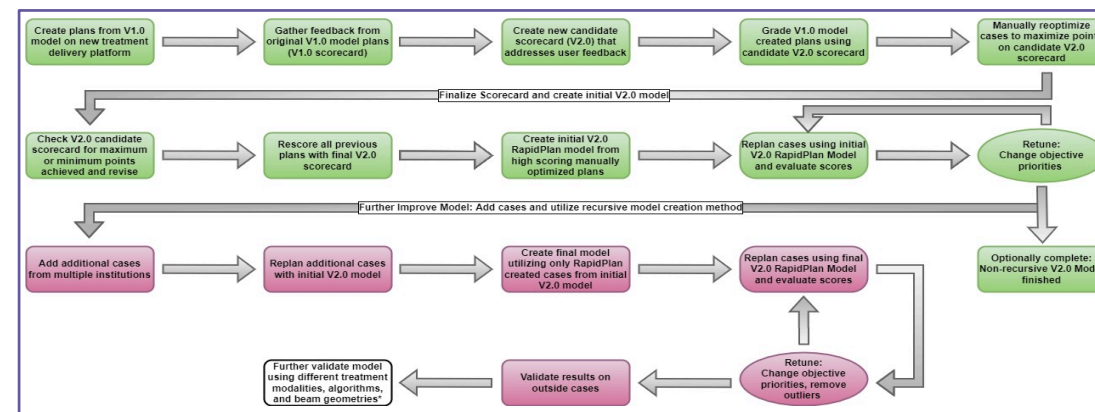 Create plans from V1.0
model on new treatment
delivery platform
Gather feedback from
original V1.0 model plans
(V1.0 scorecard)
Create new candidate
scorecard (V2.0) that
addresses user feedback
Grade V1.0 model
created plans using
candidate V2.0 scorecard
Manually reoptimize
cases to maximize point
on candidate V2.0
scorecard
Finalize Scorecard and create initial V2.0 model
Check V2.0 candidate
scorecard for maximum
or minimum points
achieved and revise
Rescore all previous
plans with final V2.0
scorecard
Create initial V2.0
RapidPlan model from
high scoring manually
optimized plans
Replan cases using initial
V2.0 RapidPlan Model
and evaluate scores
Retune:
Change objective
priorities
Further Improve Model: Add cases and utilize recursive model creation method
Add additional cases
from multiple institutions
Replan additional cases
with initial V2.0 model
Create final model
utilizing only RapidPlan
created cases from initial
V2.0 model
Replan cases using final
V2.0 RapidPlan Model
and evaluate scores
Optionally complete:
Non-recursive V2.0 Mod
finished
Further validate model
using different treatment
modalities, algorithms,
and beam geometries*
Validate results on
outside cases
Retune:
Change objective
priorities, remove
outliers